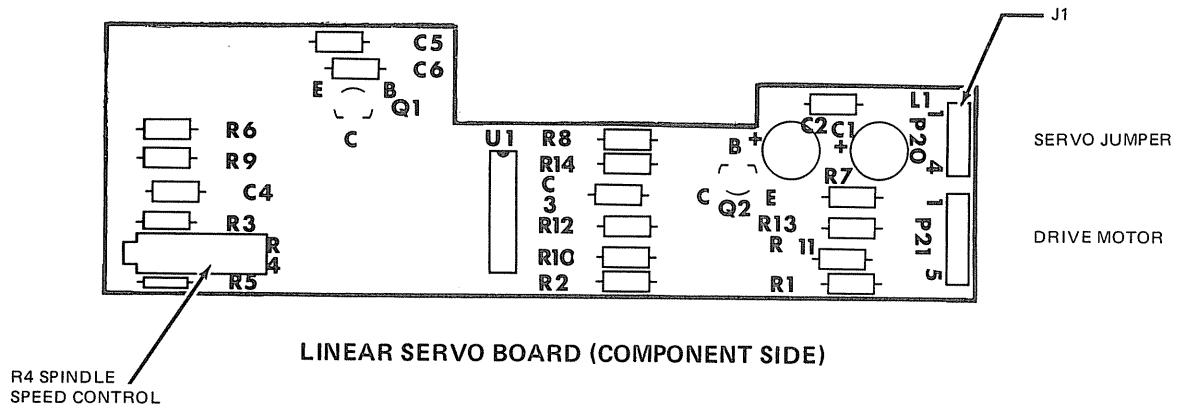 J1
C5
C6
E B
Q1
C
R6
R9
C4
R3
R
4
R5
U1
R8
R14
C
3
R12
R10
R2
B
C E
Q2
+
C2 C1
+
L1
1
P20
4
R7
R13
R 11
R1
1
P21
5
SERVO JUMPER
DRIVE MOTOR
LINEAR SERVO BOARD (COMPONENT SIDE)
R4 SPINDLE
SPEED CONTROL